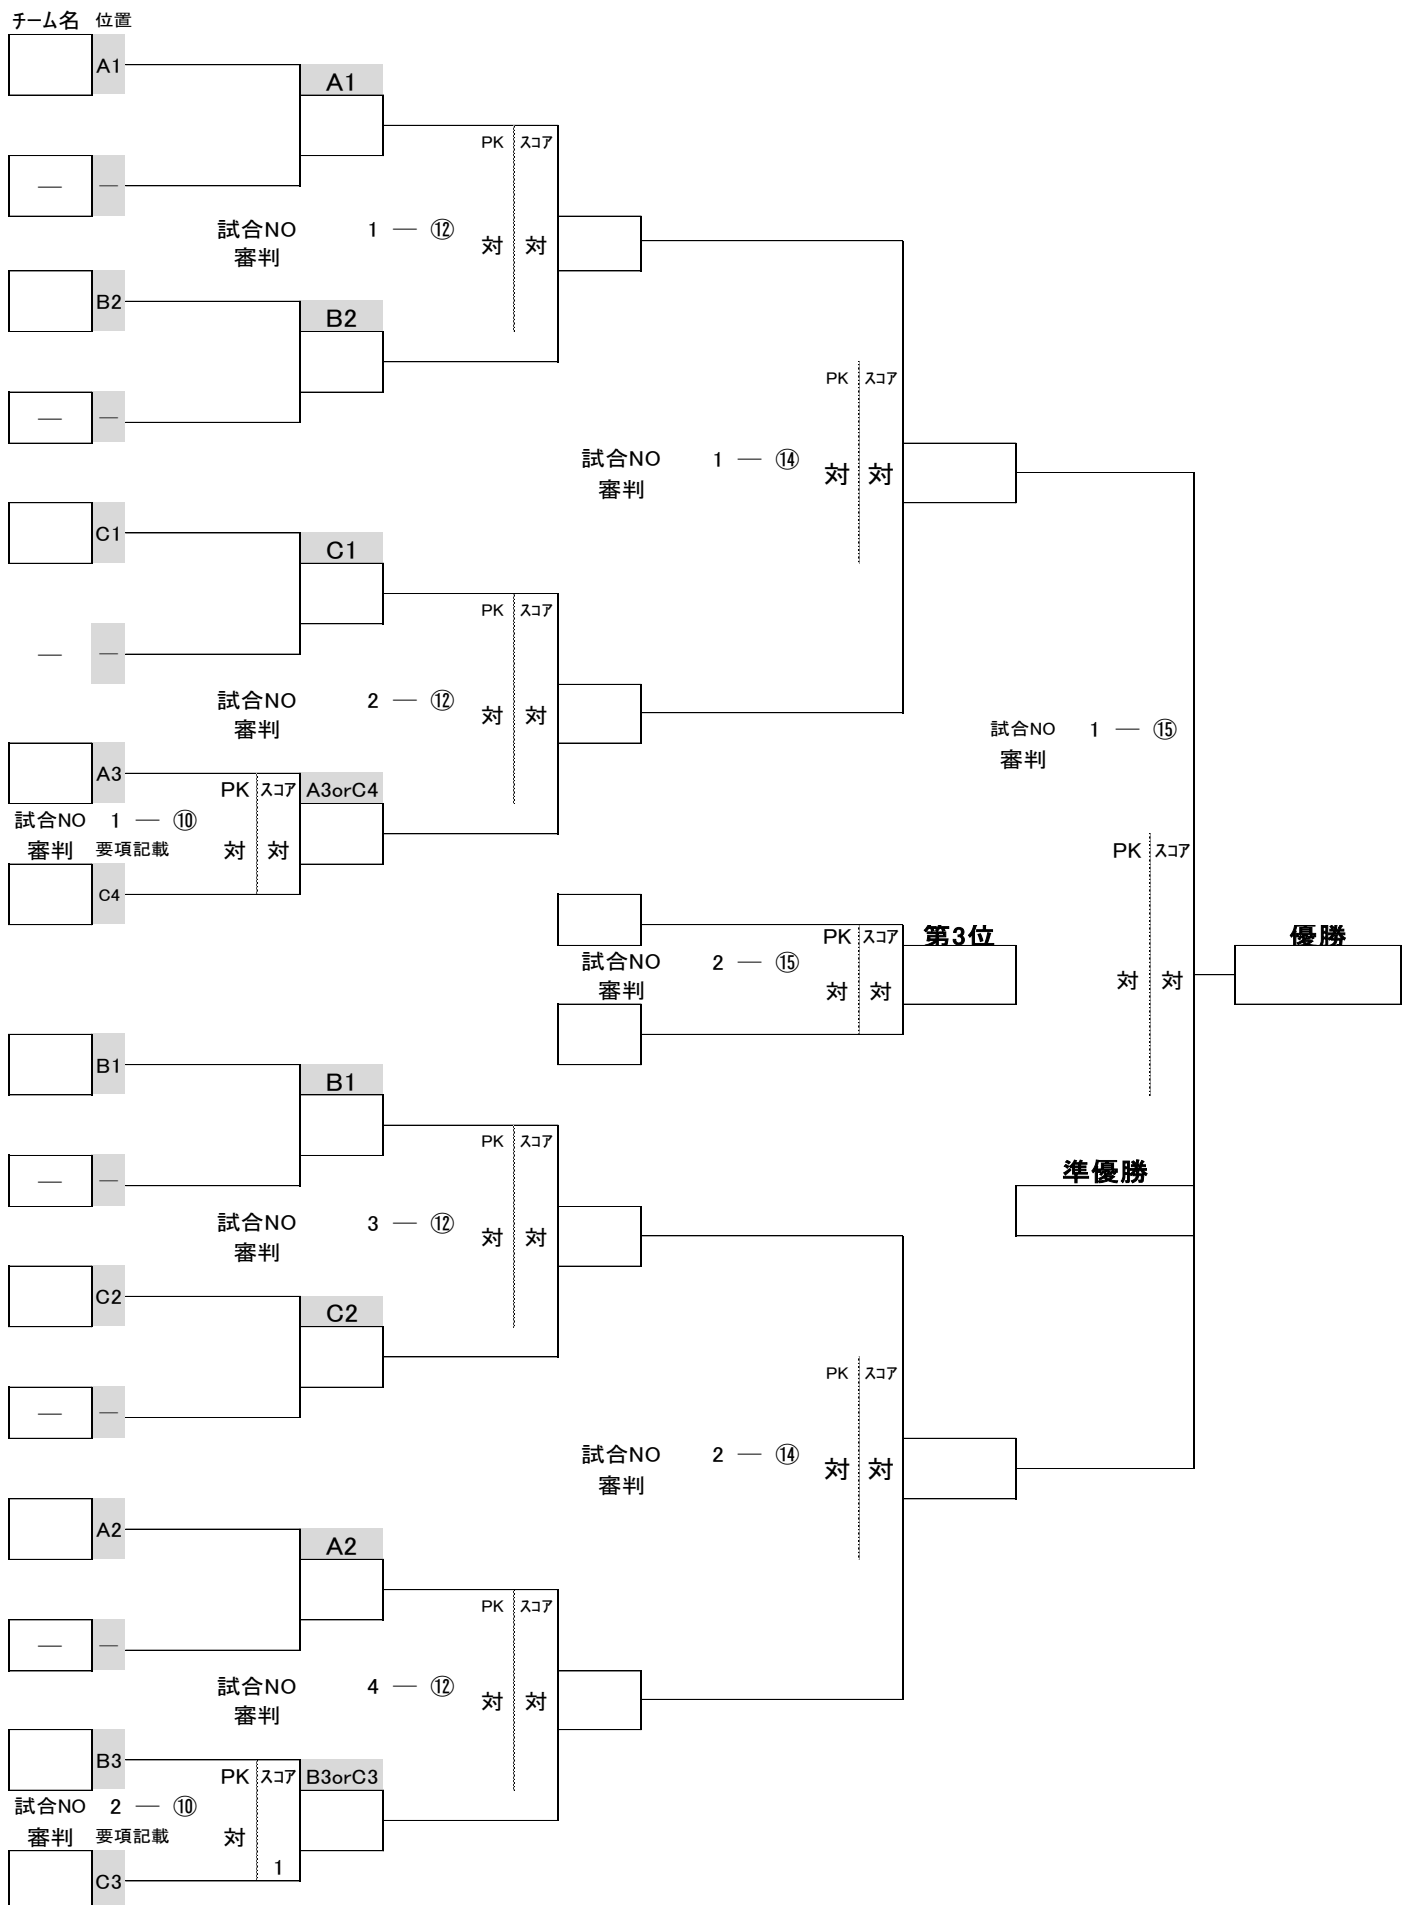 チーム名 位置
A1
A1
PK スコア
— —
試合NO 1 — ⑫
審判
対 対
B2
B2
— —
PK スコア
試合NO 1 — ⑭
審判
対 対
C1
C1
PK スコア
— —
試合NO 2 — ⑫
審判
対 対
試合NO 1 — ⑮
審判
A3
PK スコア A3orC4
試合NO 1 — ⑩
審判 要項記載 対 対
C4
PK スコア
PK スコア 第3位
優勝
試合NO 2 — ⑮
審判
対 対
対 対
B1
B1
PK スコア
— —
準優勝
試合NO 3 — ⑫
審判
対 対
C2
C2
PK スコア
— —
試合NO 2 — ⑭
審判
対 対
A2
A2
PK スコア
— —
試合NO 4 — ⑫
審判
対 対
B3
PK スコア B3orC3
試合NO 2 — ⑩
審判 要項記載 対
1
C3